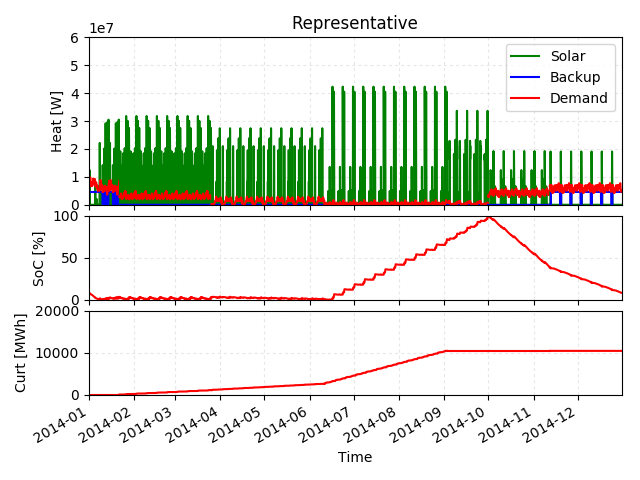 Representative
1e7
6
5
4
3
2
1
0
Heat [W]
Solar
Backup
Demand
100
50
0
SoC [%]
20000
10000
0
Curt [MWh]
2014-01
2014-02
2014-03
2014-04
2014-05
2014-06
2014-07
2014-08
2014-09
2014-10
2014-11
2014-12
Time